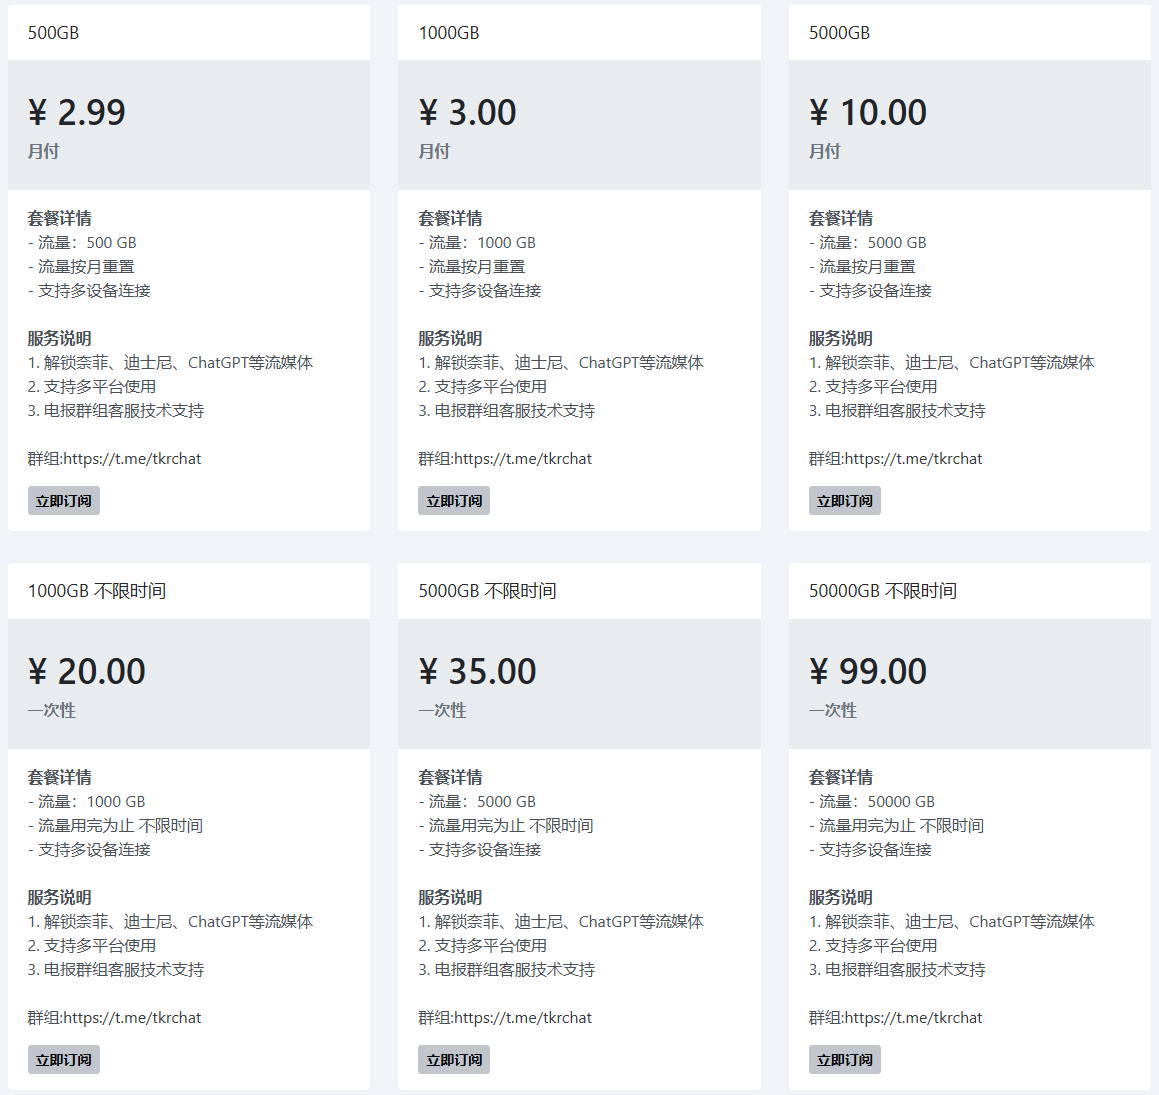 500GB
¥ 2.99
月付
套餐详情
- 流量：500 GB
- 流量按月重置
- 支持多设备连接
服务说明
1. 解锁奈菲、迪士尼、ChatGPT等流媒体
2. 支持多平台使用
3. 电报群组客服技术支持
群组:https://t.me/tkrchat
立即订阅
1000GB
¥ 3.00
月付
套餐详情
- 流量：1000 GB
- 流量按月重置
- 支持多设备连接
服务说明
1. 解锁奈菲、迪士尼、ChatGPT等流媒体
2. 支持多平台使用
3. 电报群组客服技术支持
群组:https://t.me/tkrchat
立即订阅
5000GB
¥ 10.00
月付
套餐详情
- 流量：5000 GB
- 流量按月重置
- 支持多设备连接
服务说明
1. 解锁奈菲、迪士尼、ChatGPT等流媒体
2. 支持多平台使用
3. 电报群组客服技术支持
群组:https://t.me/tkrchat
立即订阅
1000GB 不限时间
¥ 20.00
一次性
套餐详情
- 流量：1000 GB
- 流量用完为止 不限时间
- 支持多设备连接
服务说明
1. 解锁奈菲、迪士尼、ChatGPT等流媒体
2. 支持多平台使用
3. 电报群组客服技术支持
群组:https://t.me/tkrchat
立即订阅
5000GB 不限时间
¥ 35.00
一次性
套餐详情
- 流量：5000 GB
- 流量用完为止 不限时间
- 支持多设备连接
服务说明
1. 解锁奈菲、迪士尼、ChatGPT等流媒体
2. 支持多平台使用
3. 电报群组客服技术支持
群组:https://t.me/tkrchat
立即订阅
50000GB 不限时间
¥ 99.00
一次性
套餐详情
- 流量：50000 GB
- 流量用完为止 不限时间
- 支持多设备连接
服务说明
1. 解锁奈菲、迪士尼、ChatGPT等流媒体
2. 支持多平台使用
3. 电报群组客服技术支持
群组:https://t.me/tkrchat
立即订阅